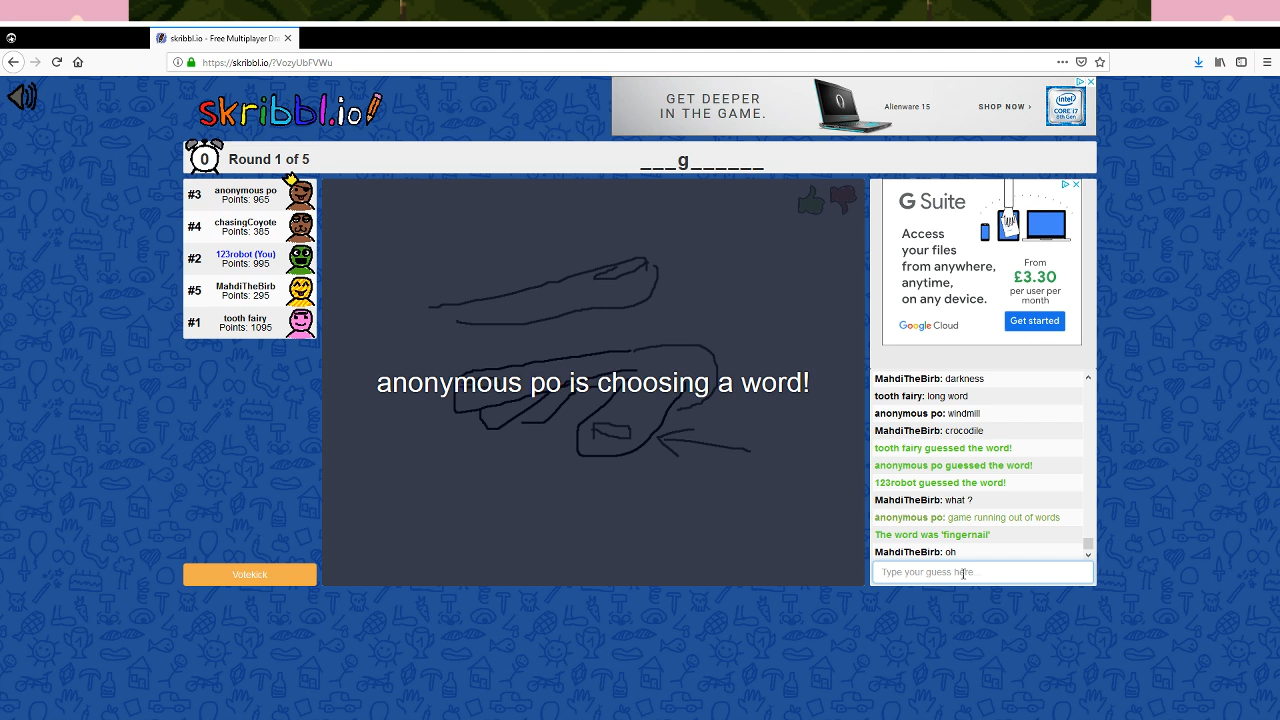 skribbl.io - Free Multiplayer Dra
https://skribbl.io/?VozyUbFVWu
skribbl.io
GET DEEPER
IN THE GAME.
Alienware 15
SHOP NOW ›
intel
CORE i7
8th Gen
0
Round 1 of 5
___g______
#3
anonymous po
Points: 965
#4
chasingCoyote
Points: 385
#2
123robot (You)
Points: 995
#5
MahdiTheBirb
Points: 295
#1
tooth fairy
Points: 1095
Votekick
anonymous po is choosing a word!
G Suite
Access
your files
from anywhere,
anytime,
on any device.
From
£3.30
per user per
month
Google Cloud
Get started
MahdiTheBirb: darkness
tooth fairy: long word
anonymous po: windmill
MahdiTheBirb: crocodile
tooth fairy guessed the word!
anonymous po guessed the word!
123robot guessed the word!
MahdiTheBirb: what ?
anonymous po: game running out of words
The word was 'fingernail'
MahdiTheBirb: oh
Type your guess here...